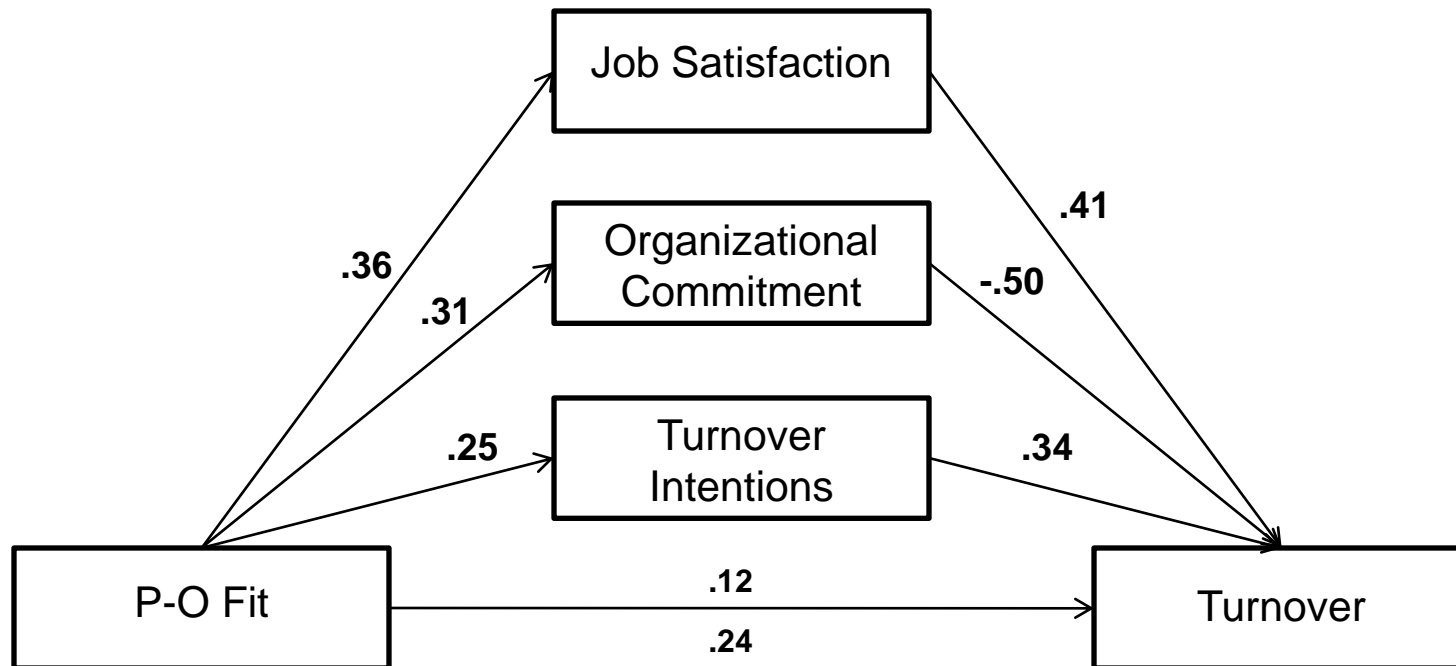 Job Satisfaction
.41
Organizational
Commitment
.36
-.50
.31
Turnover
Intentions
.25
.34
P-O Fit
.12
.24
Turnover